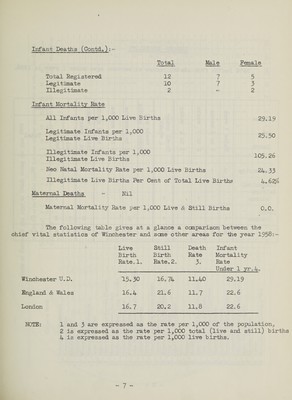 Infant Deaths (Contd.):-
Total Male Female
Total Registered 12 7 5
Legitimate 10 7 3
Illegitimate 2 - 2
Infant Mortality Rate
All Infants per 1,000 Live Births 29.19
Legitimate Infants per 1,000
Legitimate Live Births 25.50
Illegitimate Infants per 1,000
Illegitimate Live Births 105.26
Neo Natal Mortality Rate per 1,000 Live Births 24.33
Illegitimate Live Births Per Cent of Total Live Births 4.62%
Maternal Deaths - Nil
Maternal Mortality Rate per 1,000 Live & Still Births 0.0.
The following table gives at a glance a comparison between the
chief vital statistics of Winchester and some other areas for the year 1958:-
Live Still Death Infant
Birth Birth Rate Mortality
Rate.1. Rate.2. 3. Rate
Under 1 yr.4.
Winchester U.D. 15.30 16.74 11.40 29.19
England & Wales 16.4 21.6 11.7 22.6
London 16.7 20.2 11.8 22.6
NOTE: 1 and 3 are expressed as the rate per 1,000 of the population,
2 is expressed as the rate per 1,000 total (live and still) births
4 is expressed as the rate per 1,000 live births.
- 7 -